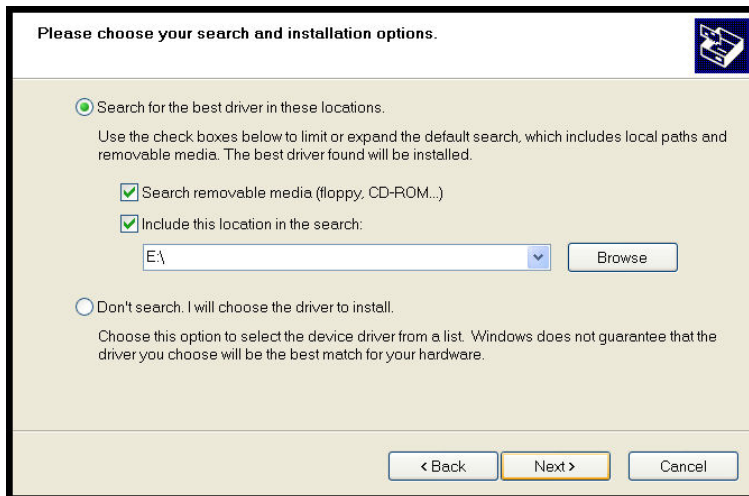 Please choose your search and installation options.
Search for the best driver in these locations.
Use the check boxes below to limit or expand the default search, which includes local paths and
removable media. The best driver found will be installed.
Search removable media (floppy, CD-ROM...)
Include this location in the search:
E:\
Browse
Don't search. I will choose the driver to install.
Choose this option to select the device driver from a list. Windows does not guarantee that the
driver you choose will be the best match for your hardware.
< Back
Next >
Cancel